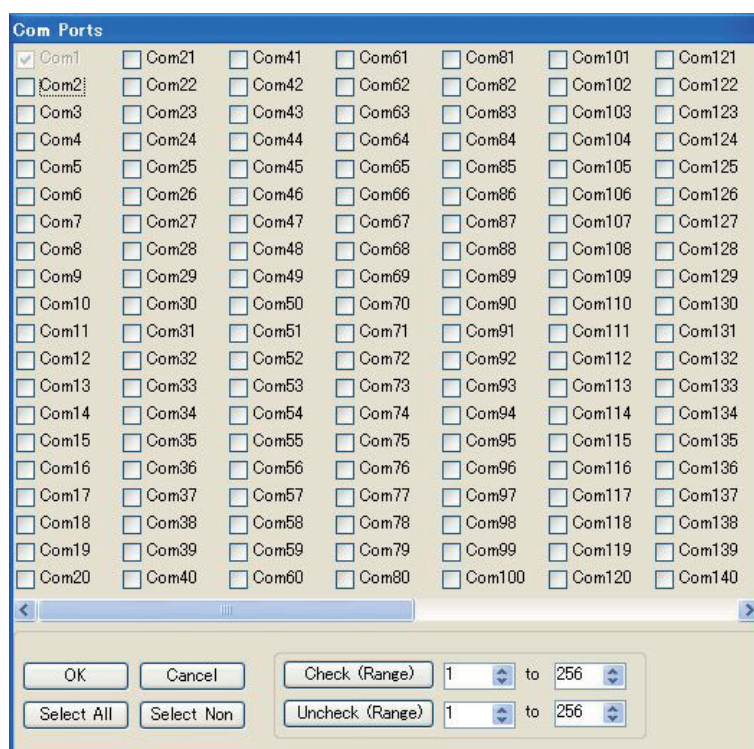 Com Ports
Com1 Com21 Com41 Com61 Com81 Com101 Com121
Com2 Com22 Com42 Com62 Com82 Com102 Com122
Com3 Com23 Com43 Com63 Com83 Com103 Com123
Com4 Com24 Com44 Com64 Com84 Com104 Com124
Com5 Com25 Com45 Com65 Com85 Com105 Com125
Com6 Com26 Com46 Com66 Com86 Com106 Com126
Com7 Com27 Com47 Com67 Com87 Com107 Com127
Com8 Com28 Com48 Com68 Com88 Com108 Com128
Com9 Com29 Com49 Com69 Com89 Com109 Com129
Com10 Com30 Com50 Com70 Com90 Com110 Com130
Com11 Com31 Com51 Com71 Com91 Com111 Com131
Com12 Com32 Com52 Com72 Com92 Com112 Com132
Com13 Com33 Com53 Com73 Com93 Com113 Com133
Com14 Com34 Com54 Com74 Com94 Com114 Com134
Com15 Com35 Com55 Com75 Com95 Com115 Com135
Com16 Com36 Com56 Com76 Com96 Com116 Com136
Com17 Com37 Com57 Com77 Com97 Com117 Com137
Com18 Com38 Com58 Com78 Com98 Com118 Com138
Com19 Com39 Com59 Com79 Com99 Com119 Com139
Com20 Com40 Com60 Com80 Com100 Com120 Com140
OK Cancel Check (Range) 1 to 256
Select All Select Non Uncheck (Range) 1 to 256